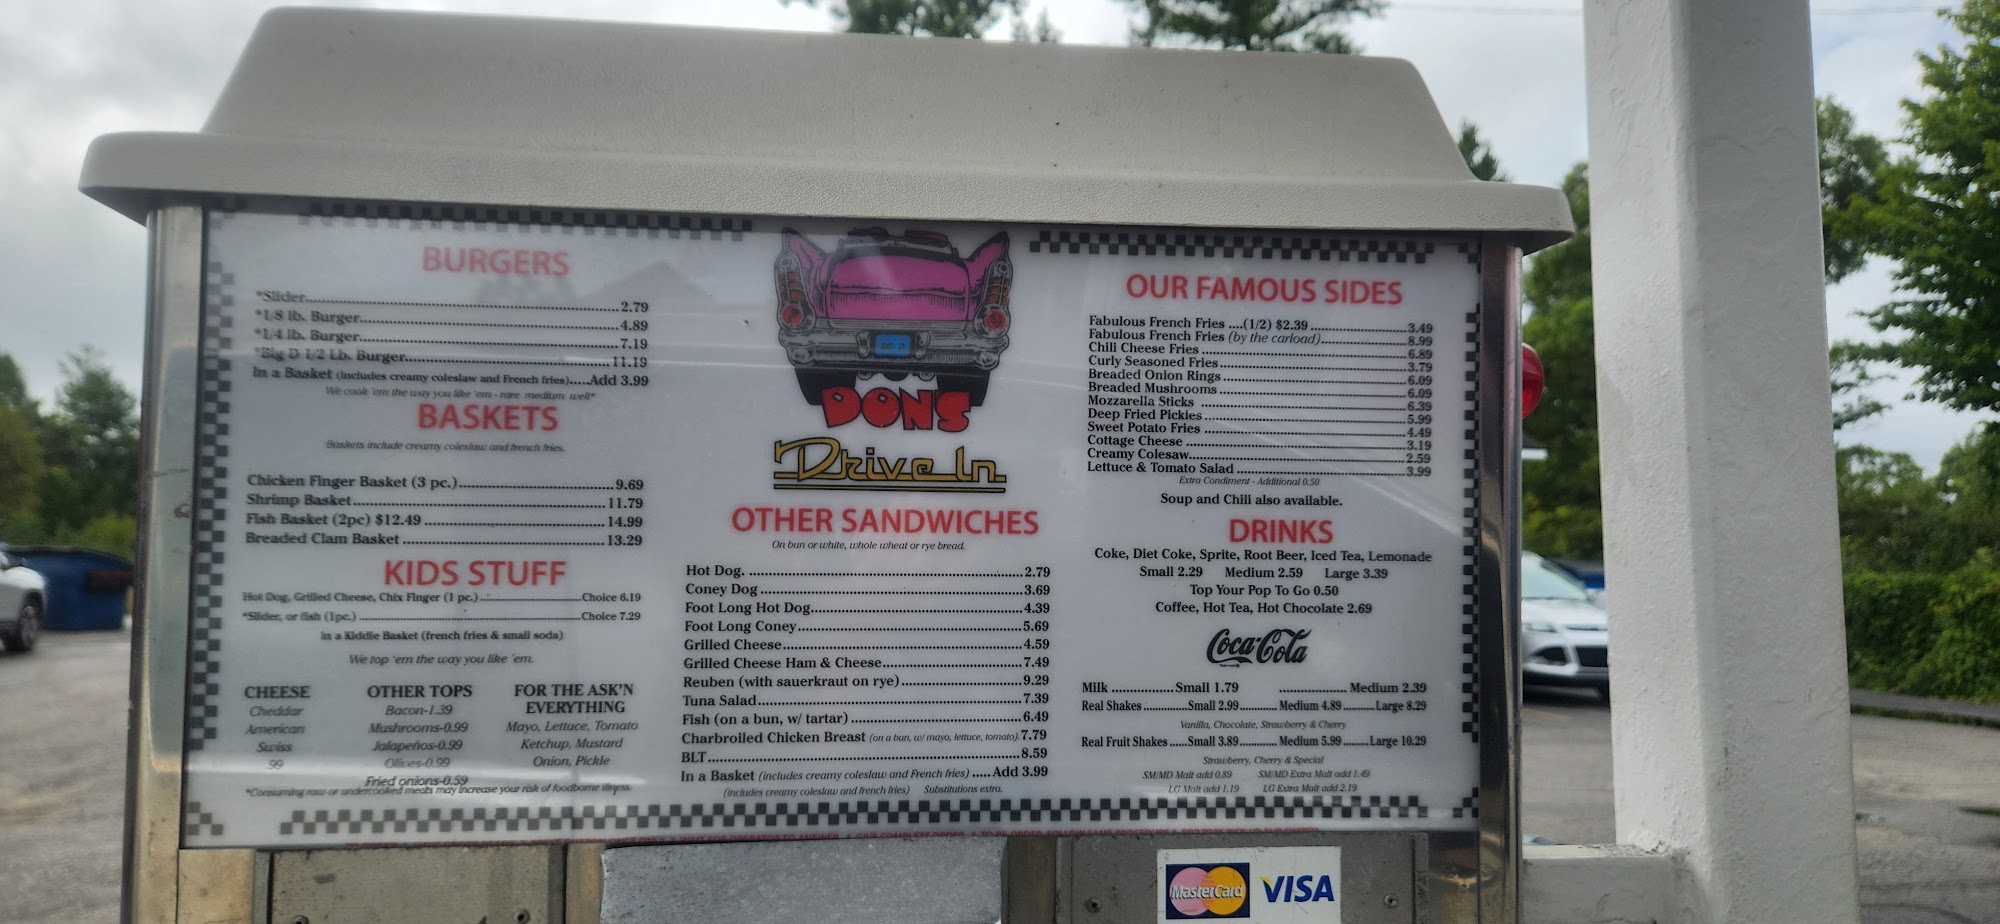 BURGERS
*Slider 2.79
*1/8 lb. Burger 4.89
*1/4 lb. Burger 7.19
*Big D 1/2 Lb. Burger 11.19
In a Basket (includes creamy coleslaw and French fries).....Add 3.99
We cook 'em the way you like 'em - rare medium well*
BASKETS
Baskets include creamy coleslaw and french fries.
Chicken Finger Basket (3 pc.) 9.69
Shrimp Basket 11.79
Fish Basket (2pc) $12.49 14.99
Breaded Clam Basket 13.29
KIDS STUFF
Hot Dog, Grilled Cheese, Chix Finger (1 pc.) Choice 6.19
*Slider, or fish (1pc.) Choice 7.29
in a Kiddie Basket (french fries & small soda)
We top 'em the way you like 'em.
CHEESE
Cheddar
American
Swiss
.99
OTHER TOPS
Bacon-1.39
Mushrooms-0.99
Jalapeños-0.99
Olives-0.99
Fried onions-0.59
FOR THE ASK'N
EVERYTHING
Mayo, Lettuce, Tomato
Ketchup, Mustard
Onion, Pickle
*Consuming raw or undercooked meats may increase your risk of foodborne illness.
DONS
Drive In
OTHER SANDWICHES
On bun or white, whole wheat or rye bread.
Hot Dog. 2.79
Coney Dog 3.69
Foot Long Hot Dog 4.39
Foot Long Coney 5.69
Grilled Cheese 4.59
Grilled Cheese Ham & Cheese 7.49
Reuben (with sauerkraut on rye) 9.29
Tuna Salad 7.39
Fish (on a bun, w/ tartar) 6.49
Charbroiled Chicken Breast (on a bun, w/ mayo, lettuce, tomato) 7.79
BLT 8.59
In a Basket (includes creamy coleslaw and French fries) ..... Add 3.99
(includes creamy coleslaw and french fries) Substitutions extra.
OUR FAMOUS SIDES
Fabulous French Fries ....(1/2) $2.39 3.49
Fabulous French Fries (by the carload) 8.99
Chili Cheese Fries 6.89
Curly Seasoned Fries 3.79
Breaded Onion Rings 6.09
Breaded Mushrooms 6.09
Mozzarella Sticks 6.39
Deep Fried Pickles 5.99
Sweet Potato Fries 4.49
Cottage Cheese 3.19
Creamy Colesaw 2.59
Lettuce & Tomato Salad 3.99
Extra Condiment - Additional 0.50
Soup and Chili also available.
DRINKS
Coke, Diet Coke, Sprite, Root Beer, Iced Tea, Lemonade
Small 2.29 Medium 2.59 Large 3.39
Top Your Pop To Go 0.50
Coffee, Hot Tea, Hot Chocolate 2.69
Coca-Cola
Milk Small 1.79 Medium 2.39
Real Shakes Small 2.99 Medium 4.89 Large 8.29
Vanilla, Chocolate, Strawberry & Cherry
Real Fruit Shakes Small 3.89 Medium 5.99 Large 10.29
Strawberry, Cherry & Special
SM/MD Malt add 0.89 SM/MD Extra Malt add 1.49
LG Malt add 1.19 LG Extra Malt add 2.19
MasterCard VISA